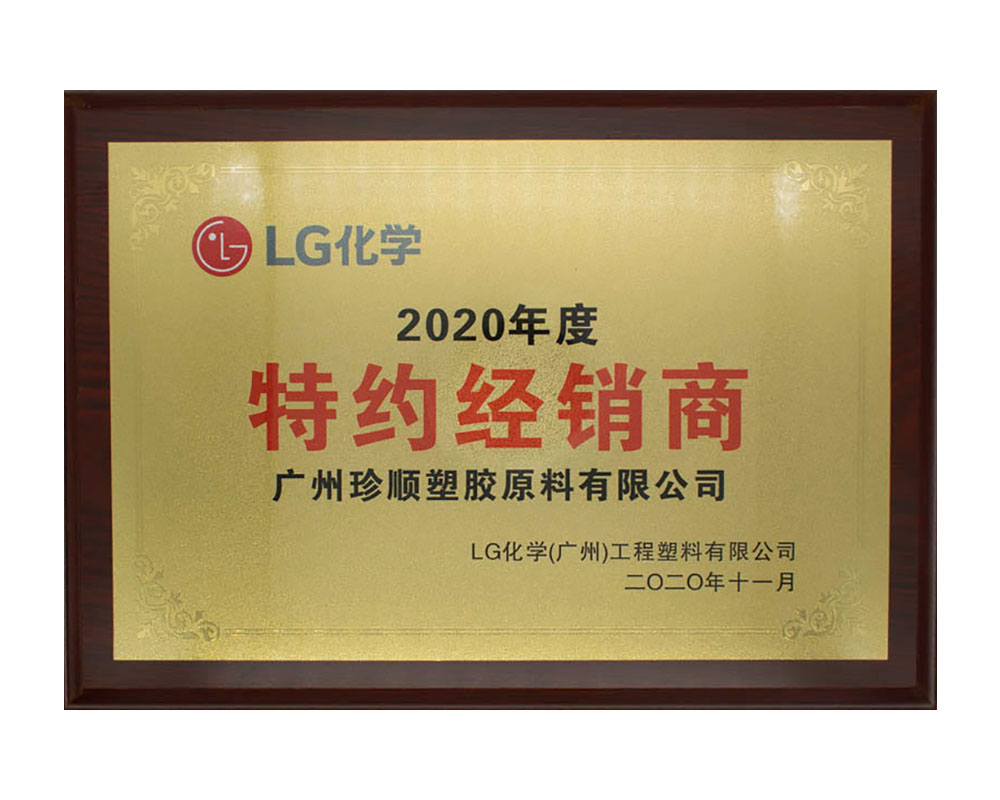 LG化学
2020年度
特约经销商
广州珍顺塑胶原料有限公司
LG化学(广州)工程塑料有限公司
二〇二〇年十一月